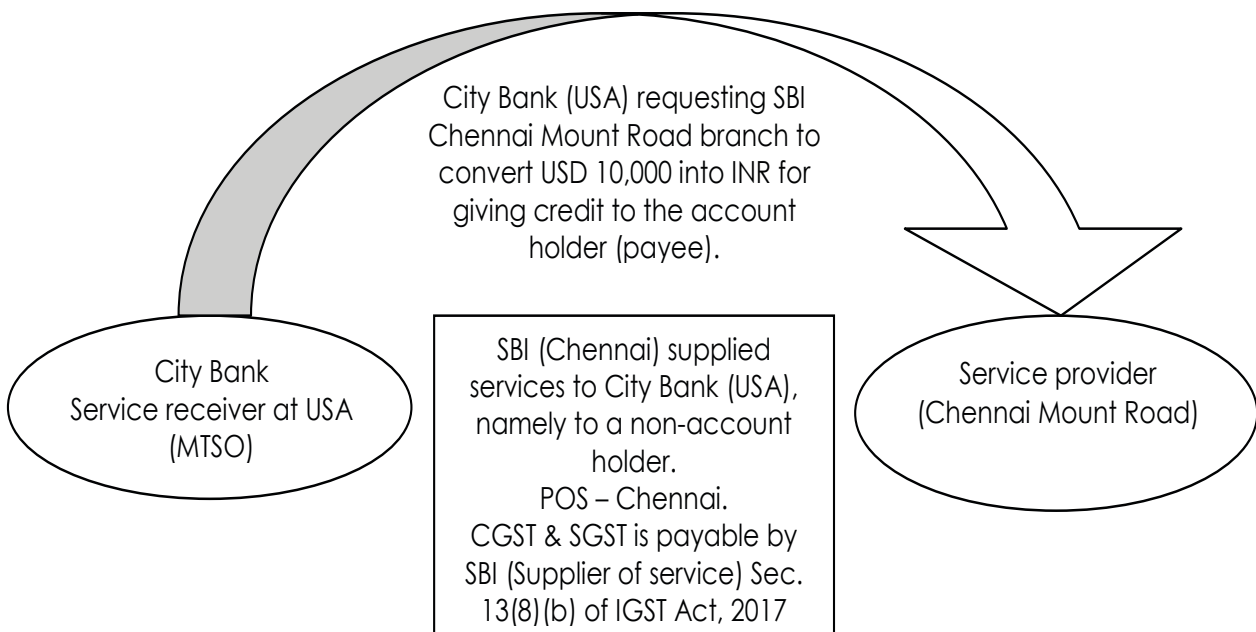 City Bank (USA) requesting SBI
Chennai Mount Road branch to
convert USD 10,000 into INR for
giving credit to the account
holder (payee).
City Bank
Service receiver at USA
(MTSO)
SBI (Chennai) supplied
services to City Bank (USA),
namely to a non-account
holder.
POS – Chennai.
CGST & SGST is payable by
SBI (Supplier of service) Sec.
13(8)(b) of IGST Act, 2017
Service provider
(Chennai Mount Road)